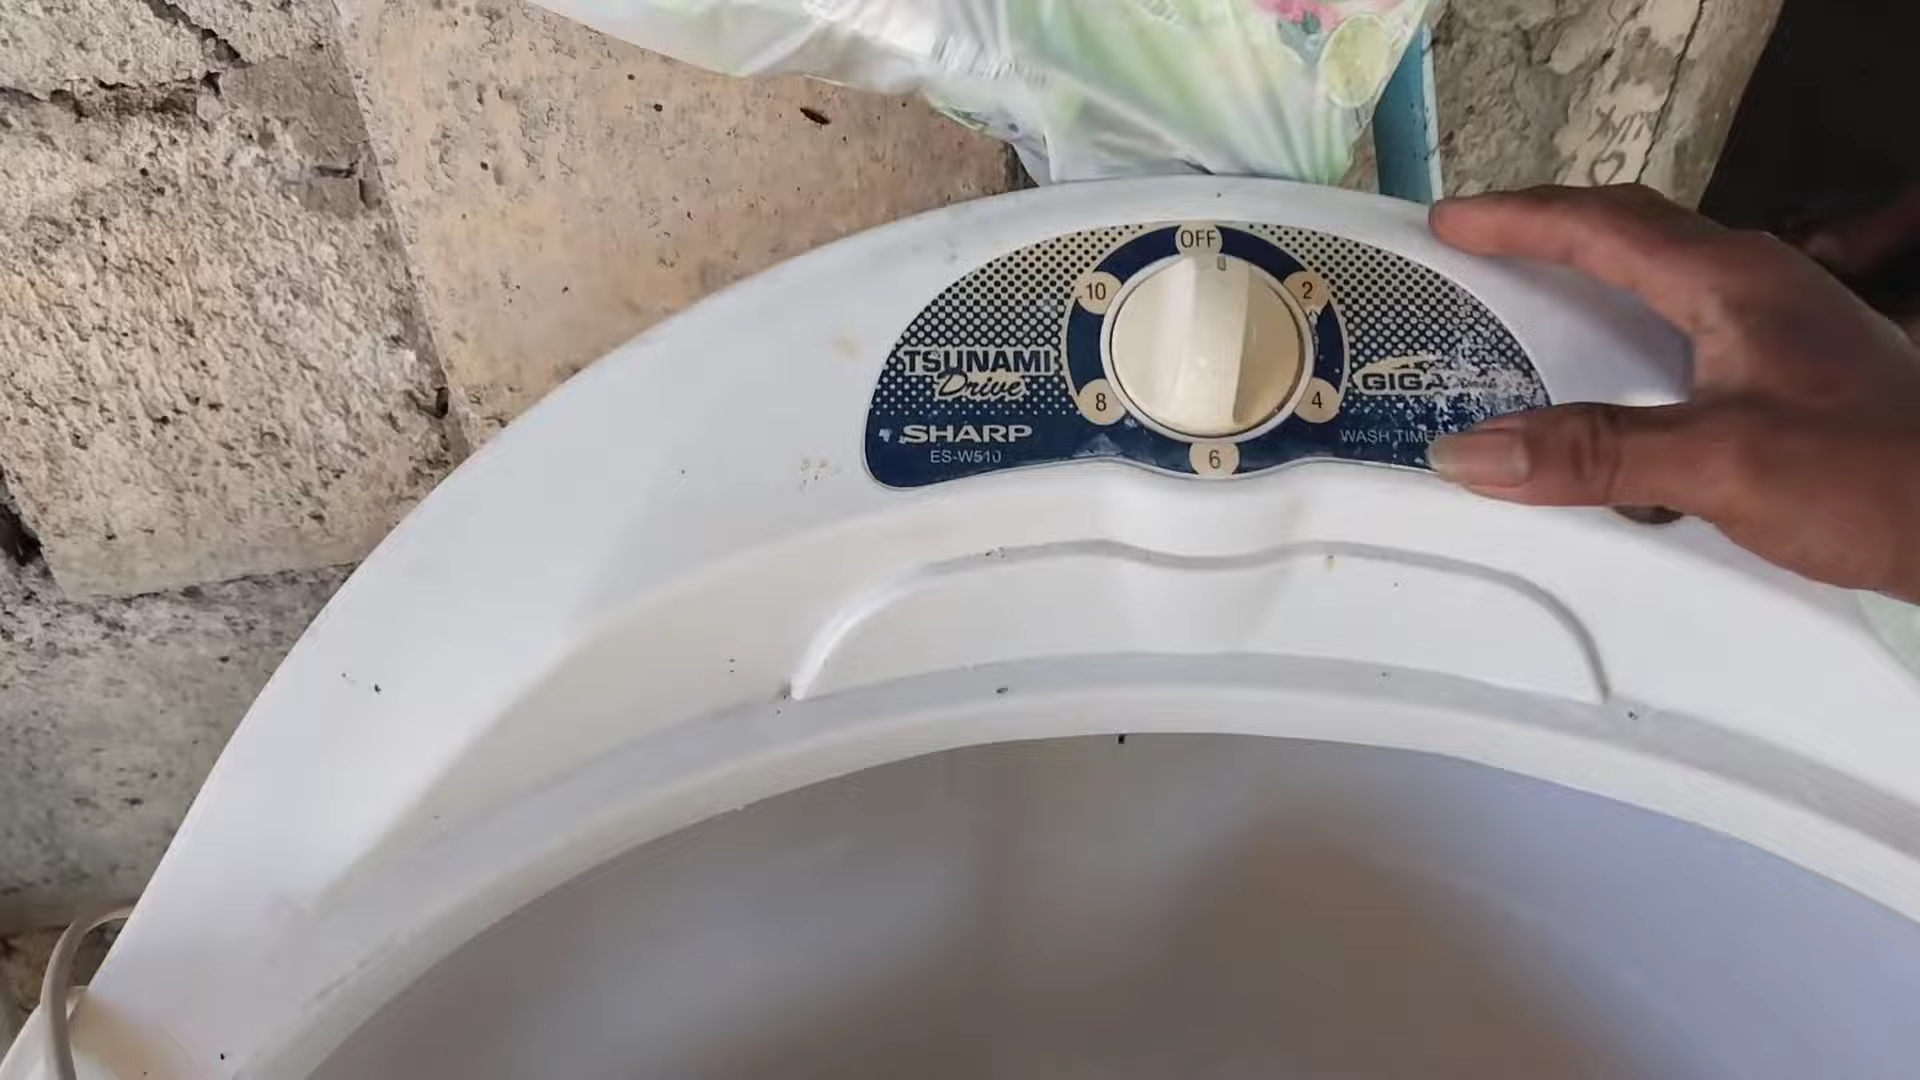 OFF
10
2
TSUNAMI
Drive
GIGA
8
4
SHARP
WASH TIMER
ES-W510
6